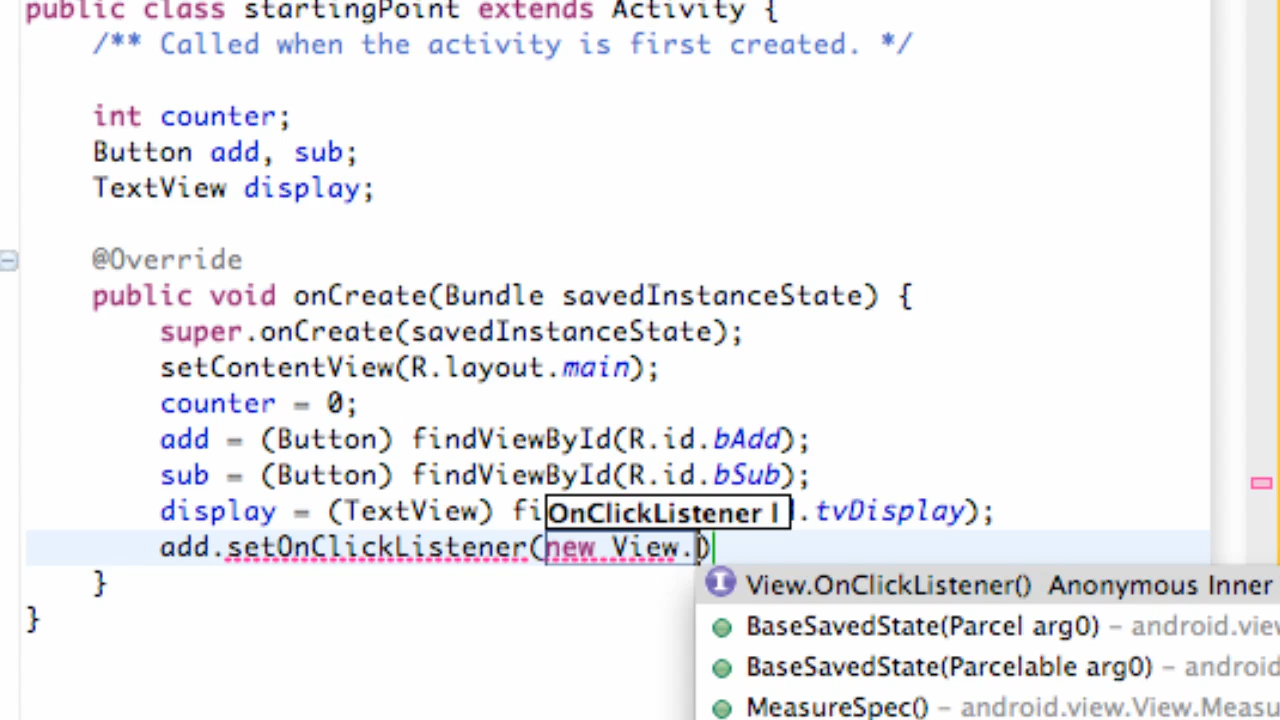 public class startingPoint extends Activity {
/** Called when the activity is first created. */
int counter;
Button add, sub;
TextView display;
@Override
public void onCreate(Bundle savedInstanceState) {
super.onCreate(savedInstanceState);
setContentView(R.layout.main);
counter = 0;
add = (Button) findViewById(R.id.bAdd);
sub = (Button) findViewById(R.id.bSub);
display = (TextView) fi
OnClickListener l
.tvDisplay);
add.setOnClickListener(new View.)
}
}
View.OnClickListener() Anonymous Inner
BaseSavedState(Parcel arg0) – android.view
BaseSavedState(Parcelable arg0) – android
MeasureSpec() – android.view.View.Measu